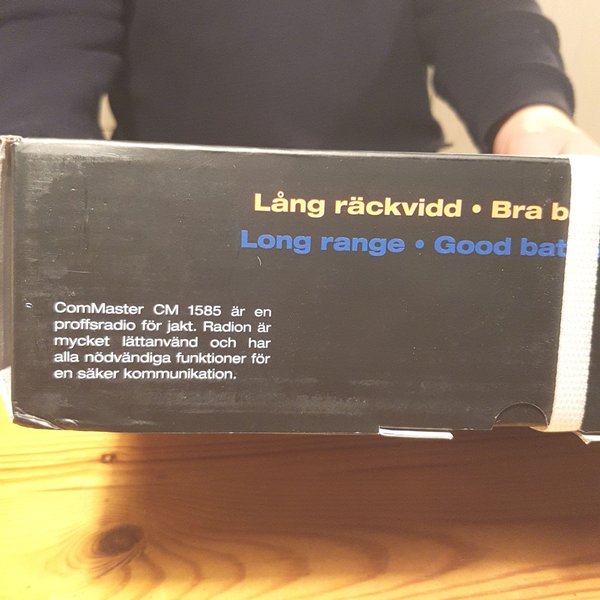 Lång räckvidd • Bra
Long range • Good
ComMaster CM 1585 är en
proffsradio för jakt. Radion är
mycket lättanvänd och har
alla nödvändiga funktioner för
en säker kommunikation.